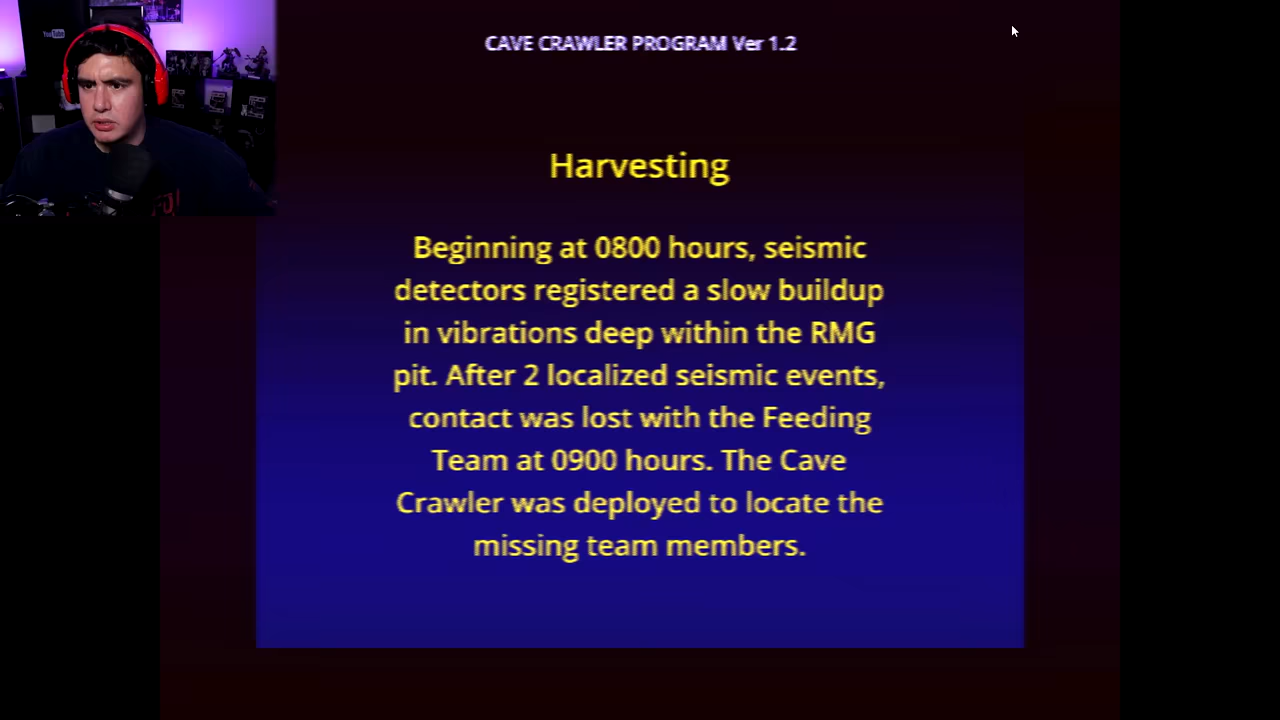 YouTube
CAVE CRAWLER PROGRAM Ver 1.2
Harvesting
Beginning at 0800 hours, seismic
detectors registered a slow buildup
in vibrations deep within the RMG
pit. After 2 localized seismic events,
contact was lost with the Feeding
Team at 0900 hours. The Cave
Crawler was deployed to locate the
missing team members.